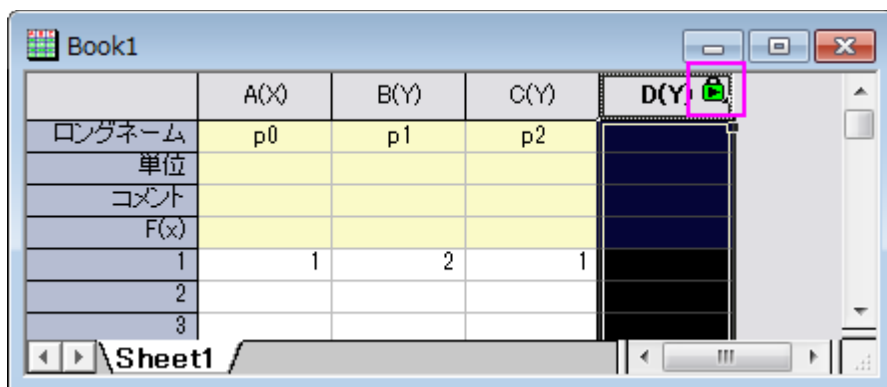 Book1
A(X) B(Y) C(Y) D(Y)
ロングネーム p0 p1 p2
単位
コメント
F(x)
1 1 2 1
2
3
Sheet1